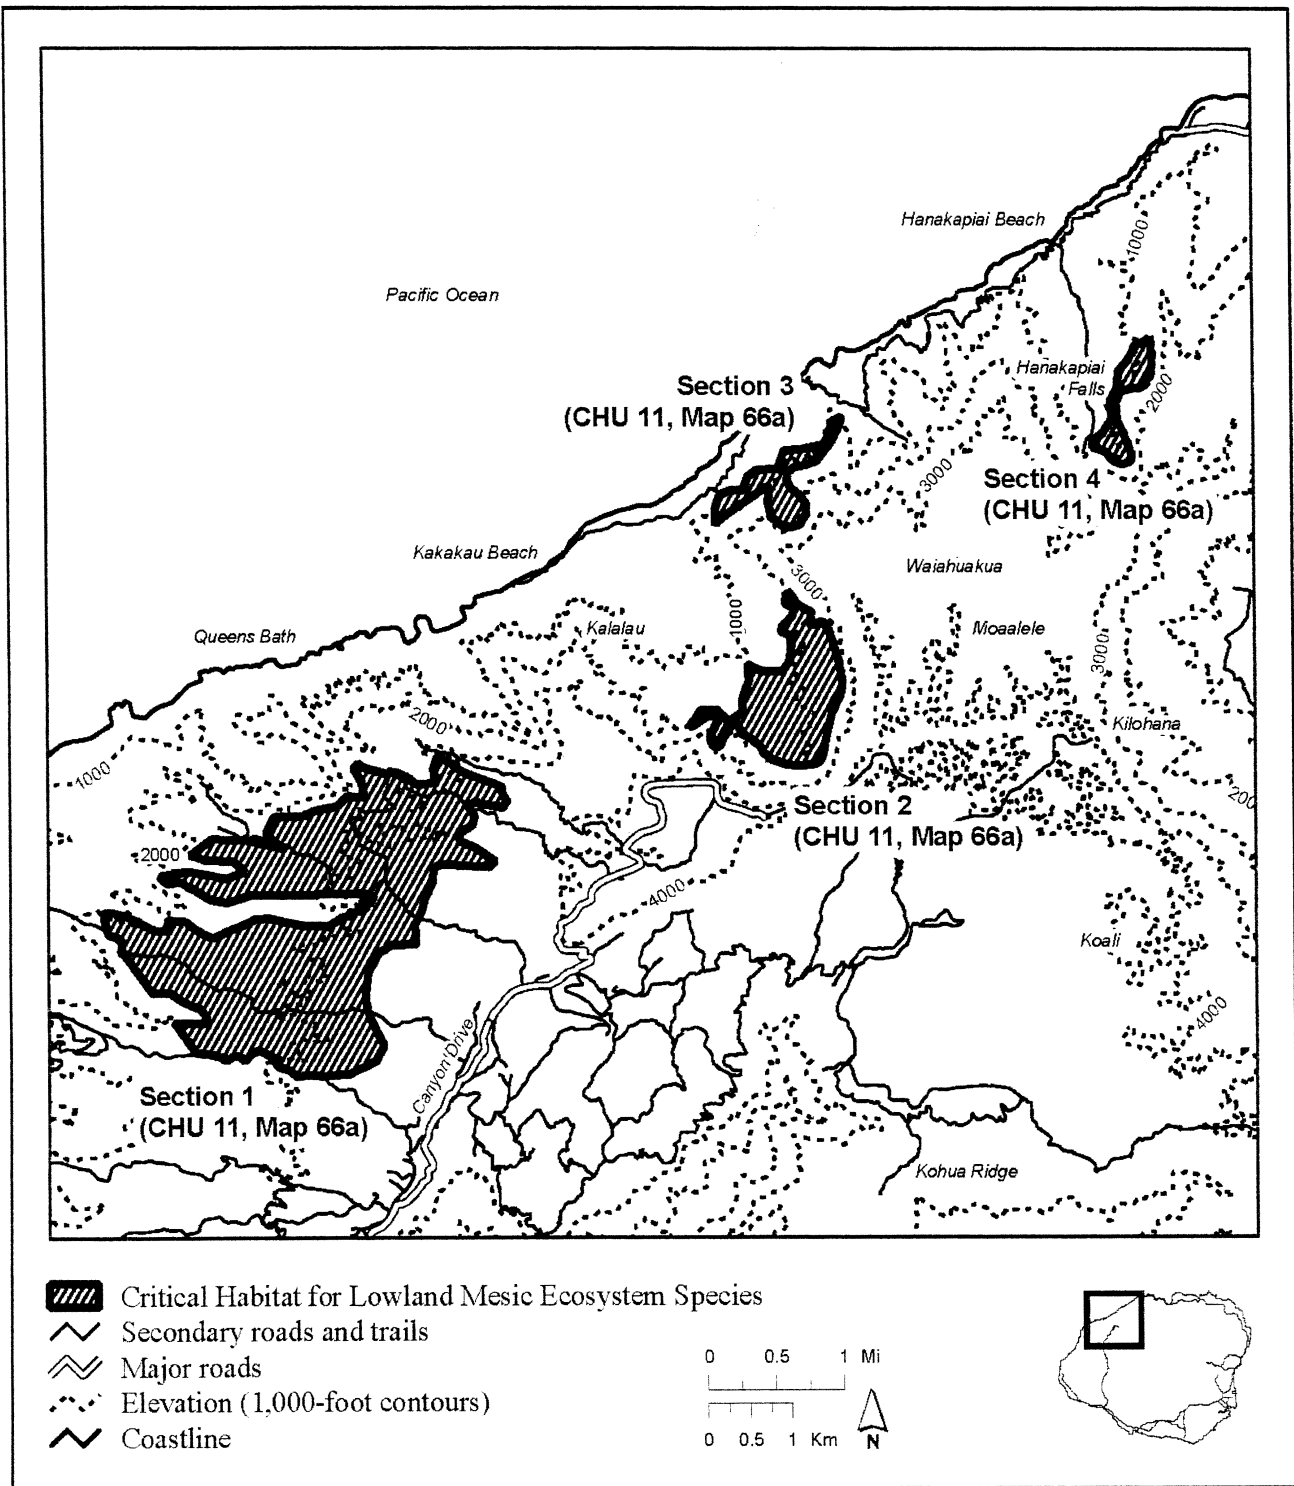 Hanakapiai Beach
1000
Pacific Ocean
Hanakapiai
Falls
2000
Section 3
(CHU 11, Map 66a)
3000
Section 4
(CHU 11, Map 66a)
Kakakau Beach
Waiahuakua
3000
1000
Queens Bath
Kalalau
Moaalele
3000
2000
Kilohana
1000
200
Section 2
(CHU 11, Map 66a)
2000
4000
Koali
4000
Canyon Drive
Section 1
(CHU 11, Map 66a)
Kohua Ridge
Critical Habitat for Lowland Mesic Ecosystem Species
Secondary roads and trails
Major roads
Elevation (1,000-foot contours)
Coastline
0 0.5 1 Mi
0 0.5 1 Km
N